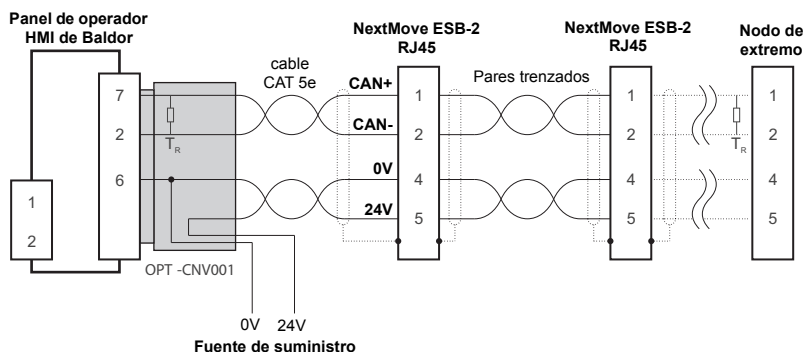 Panel de operador
HMI de Baldor
NextMove ESB-2
RJ45
NextMove ESB-2
RJ45
Nodo de
extremo
cable
CAT 5e
Pares trenzados
7
CAN+
1
1
1
TR
TR
2
CAN-
2
2
2
6
0V
4
4
4
1
24V
5
5
5
2
OPT -CNV001
0V 24V
Fuente de suministro